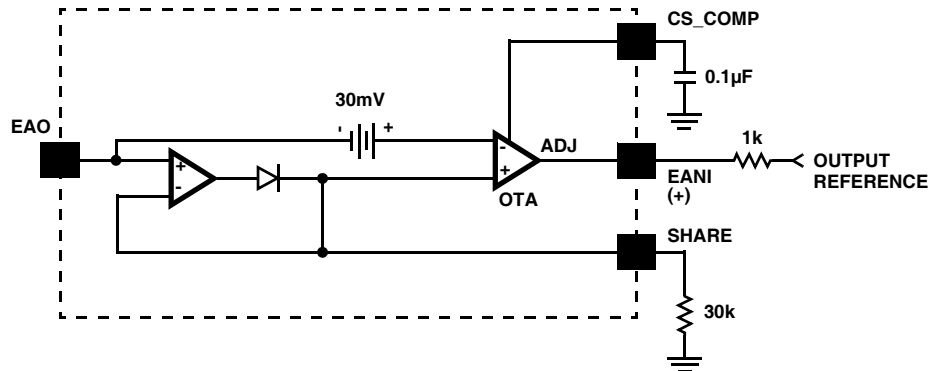 CS_COMP
0.1µF
30mV
- +
EAO
1k
- ADJ
+
+
-
OUTPUT
REFERENCE
EANI
(+)
OTA
SHARE
30k